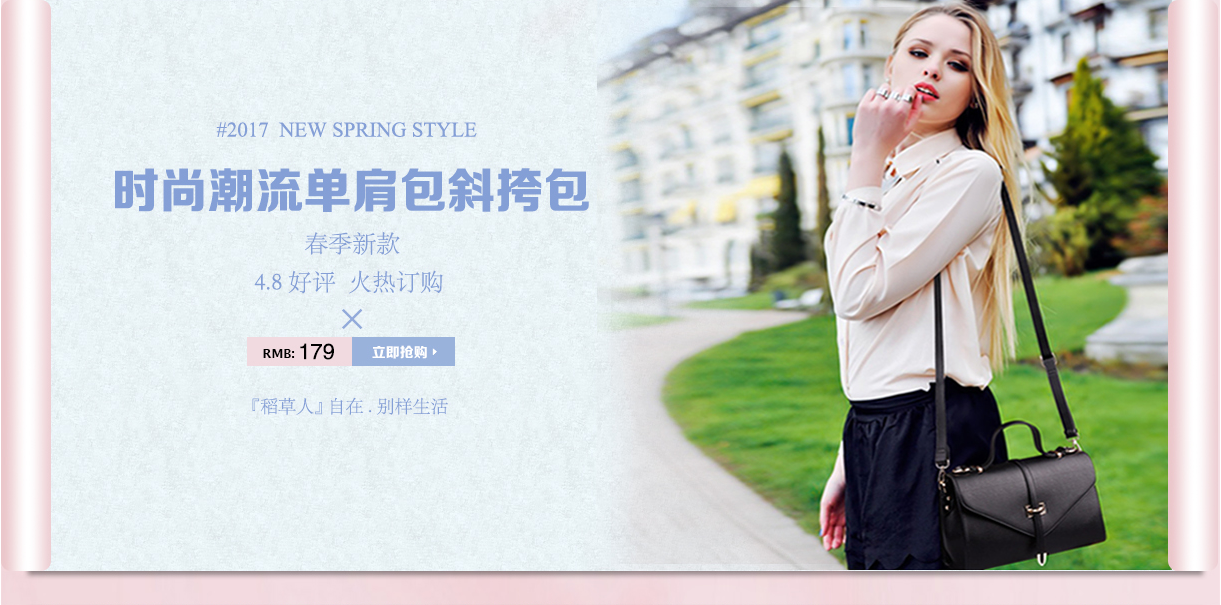 #2017 NEW SPRING STYLE
时尚潮流单肩包斜挎包
春季新款
4.8 好评 火热订购
RMB: 179 立即抢购
『稻草人』自在 . 别样生活